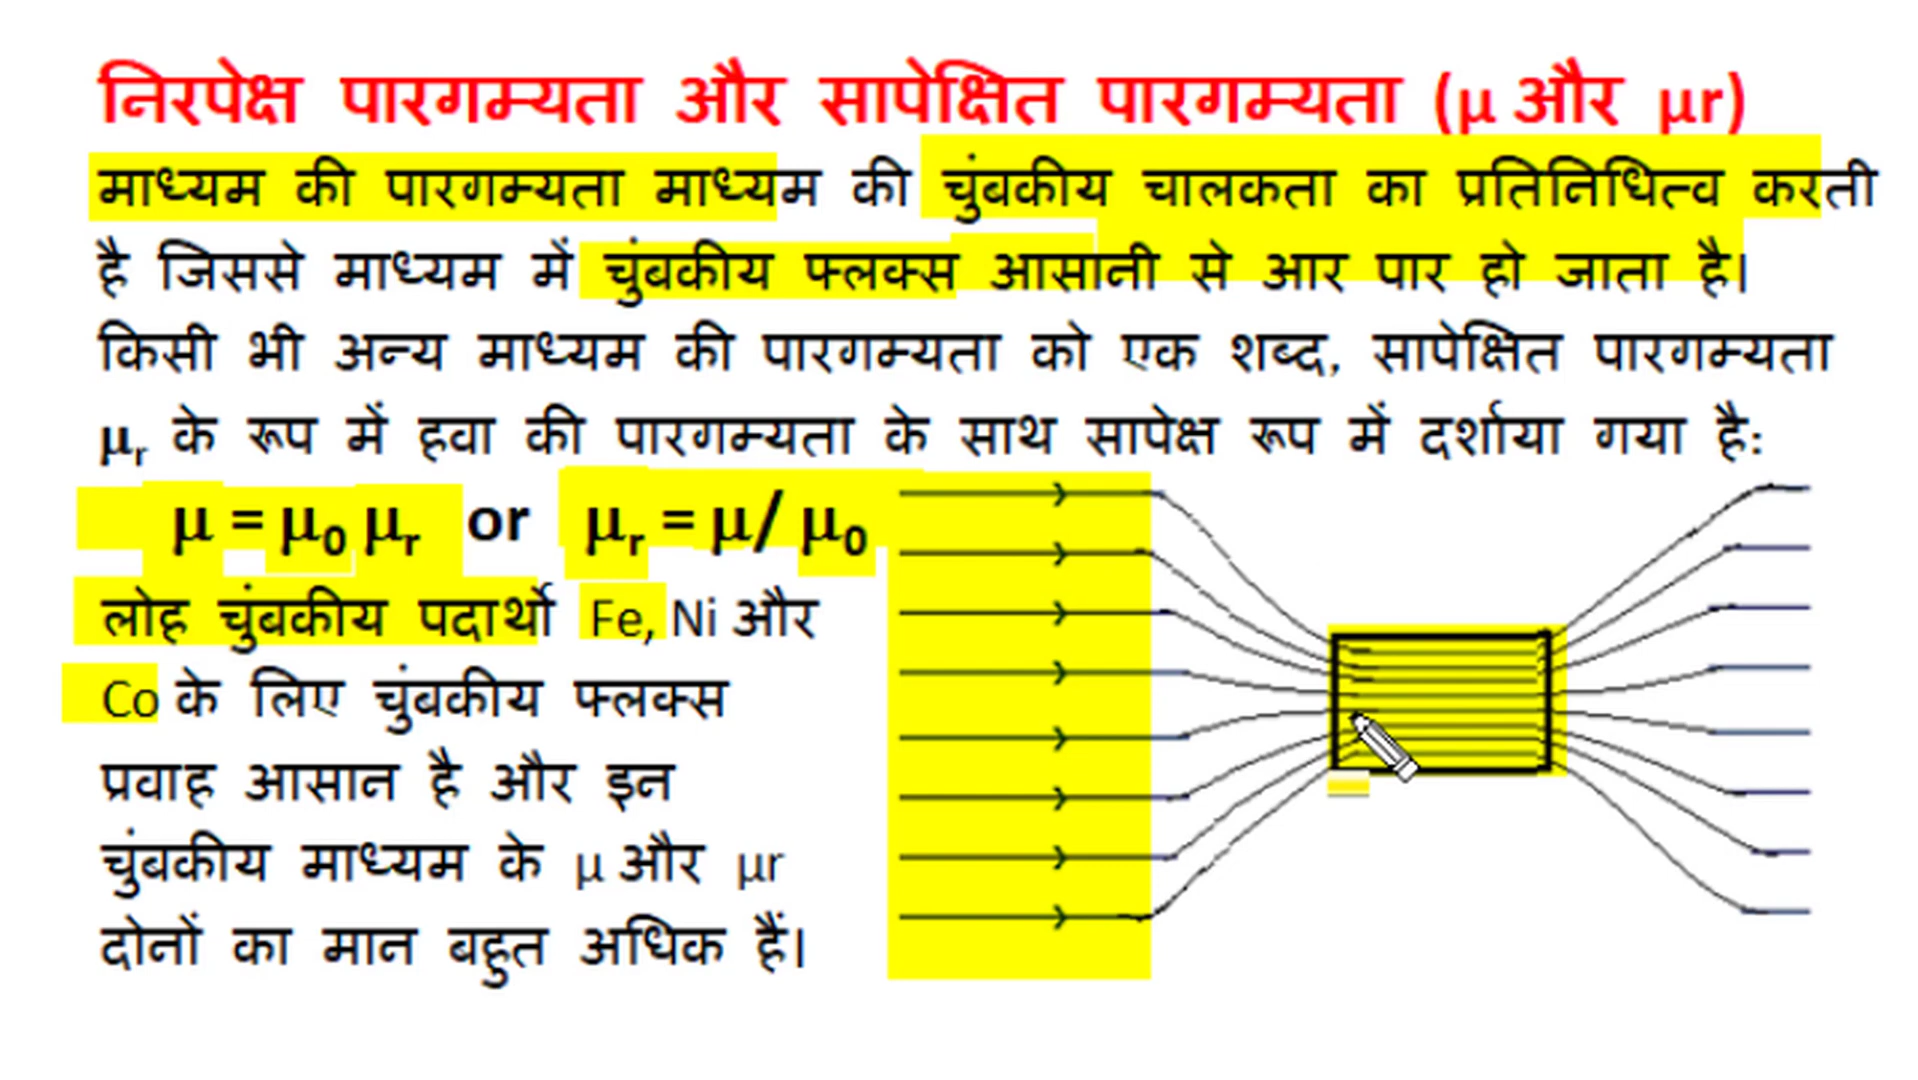 निरपेक्ष पारगम्यता और सापेक्षित पारगम्यता (μ और μr)
माध्यम की पारगम्यता माध्यम की चुंबकीय चालकता का प्रतिनिधित्व करती
है जिससे माध्यम में चुंबकीय फ्लक्स आसानी से आर पार हो जाता है।
किसी भी अन्य माध्यम की पारगम्यता को एक शब्द, सापेक्षित पारगम्यता
μr के रूप में हवा की पारगम्यता के साथ सापेक्ष रूप में दर्शाया गया है:
μ = μ0 μr or μr = μ/ μ0
लोह चुंबकीय पदार्थो Fe, Ni और
Co के लिए चुंबकीय फ्लक्स
प्रवाह आसान है और इन
चुंबकीय माध्यम के μ और μr
दोनों का मान बहुत अधिक हैं।